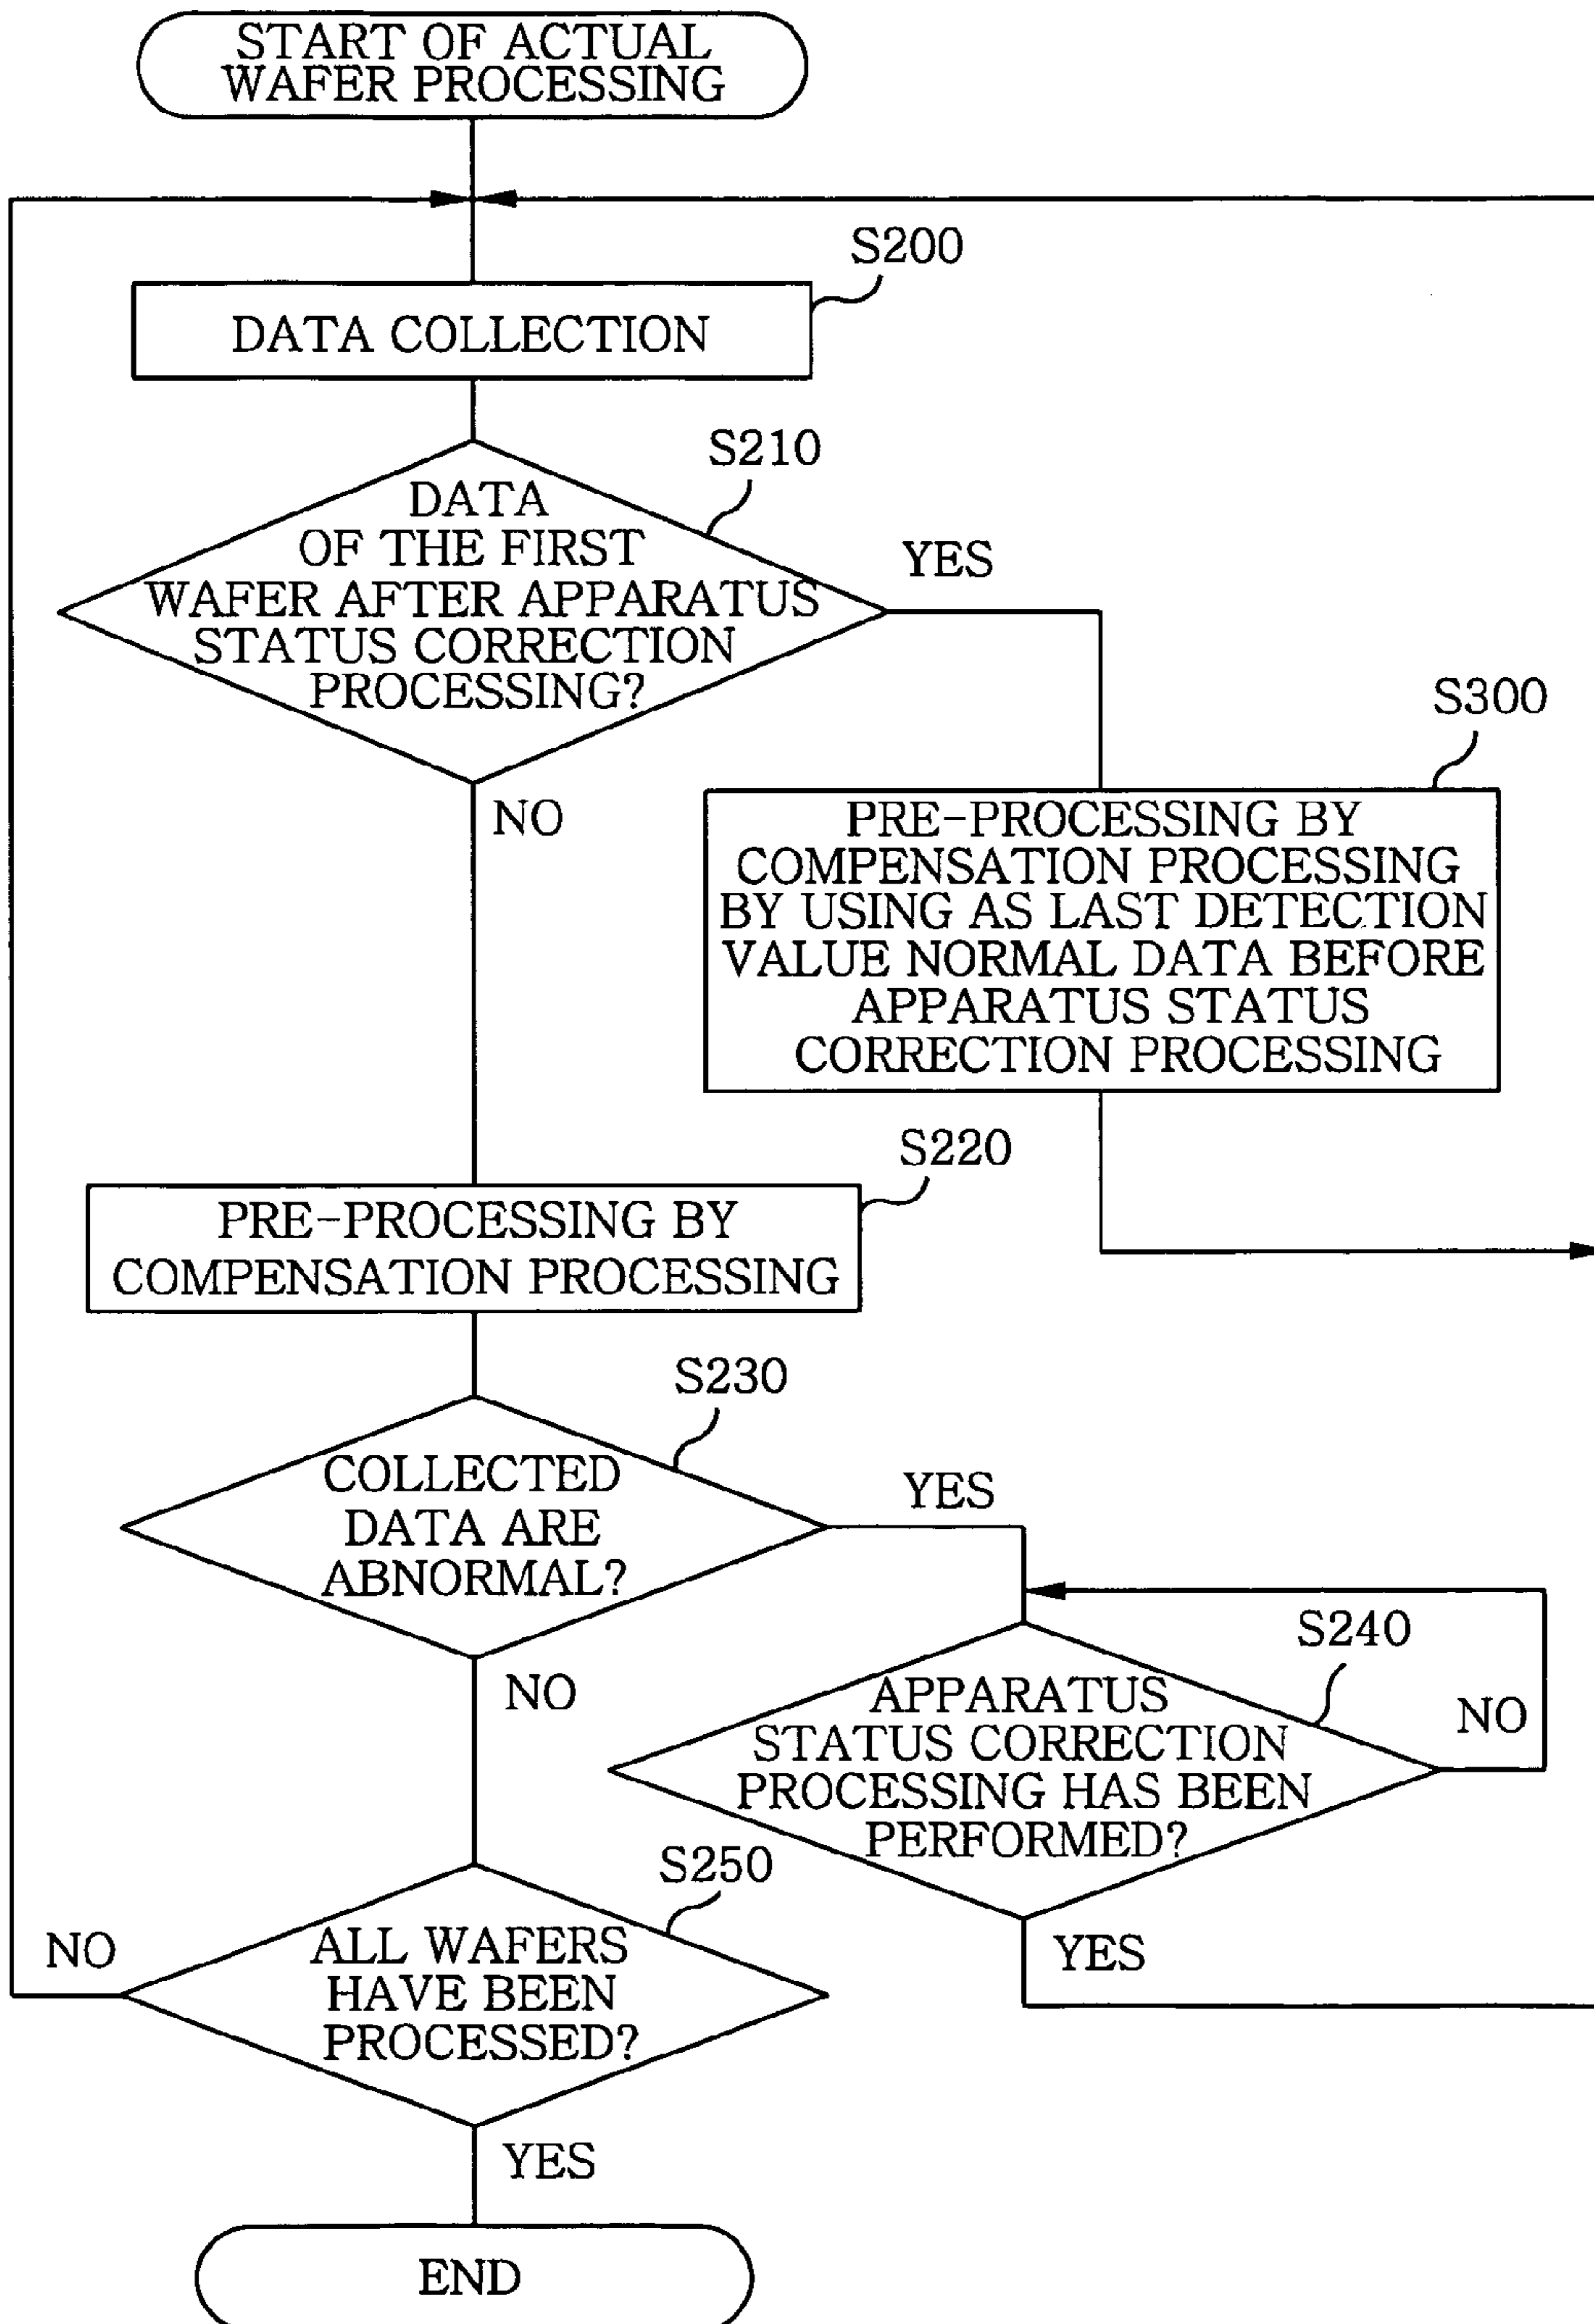 START OF ACTUAL
WAFER PROCESSING
S200
DATA COLLECTION
S210
DATA
OF THE FIRST
WAFER AFTER APPARATUS
STATUS CORRECTION
PROCESSING?
YES
NO
S300
PRE-PROCESSING BY
COMPENSATION PROCESSING
BY USING AS LAST DETECTION
VALUE NORMAL DATA BEFORE
APPARATUS STATUS
CORRECTION PROCESSING
S220
PRE-PROCESSING BY
COMPENSATION PROCESSING
S230
COLLECTED
DATA ARE
ABNORMAL?
YES
NO
S240
APPARATUS
STATUS CORRECTION
PROCESSING HAS BEEN
PERFORMED?
NO
YES
S250
ALL WAFERS
HAVE BEEN
PROCESSED?
NO
YES
END